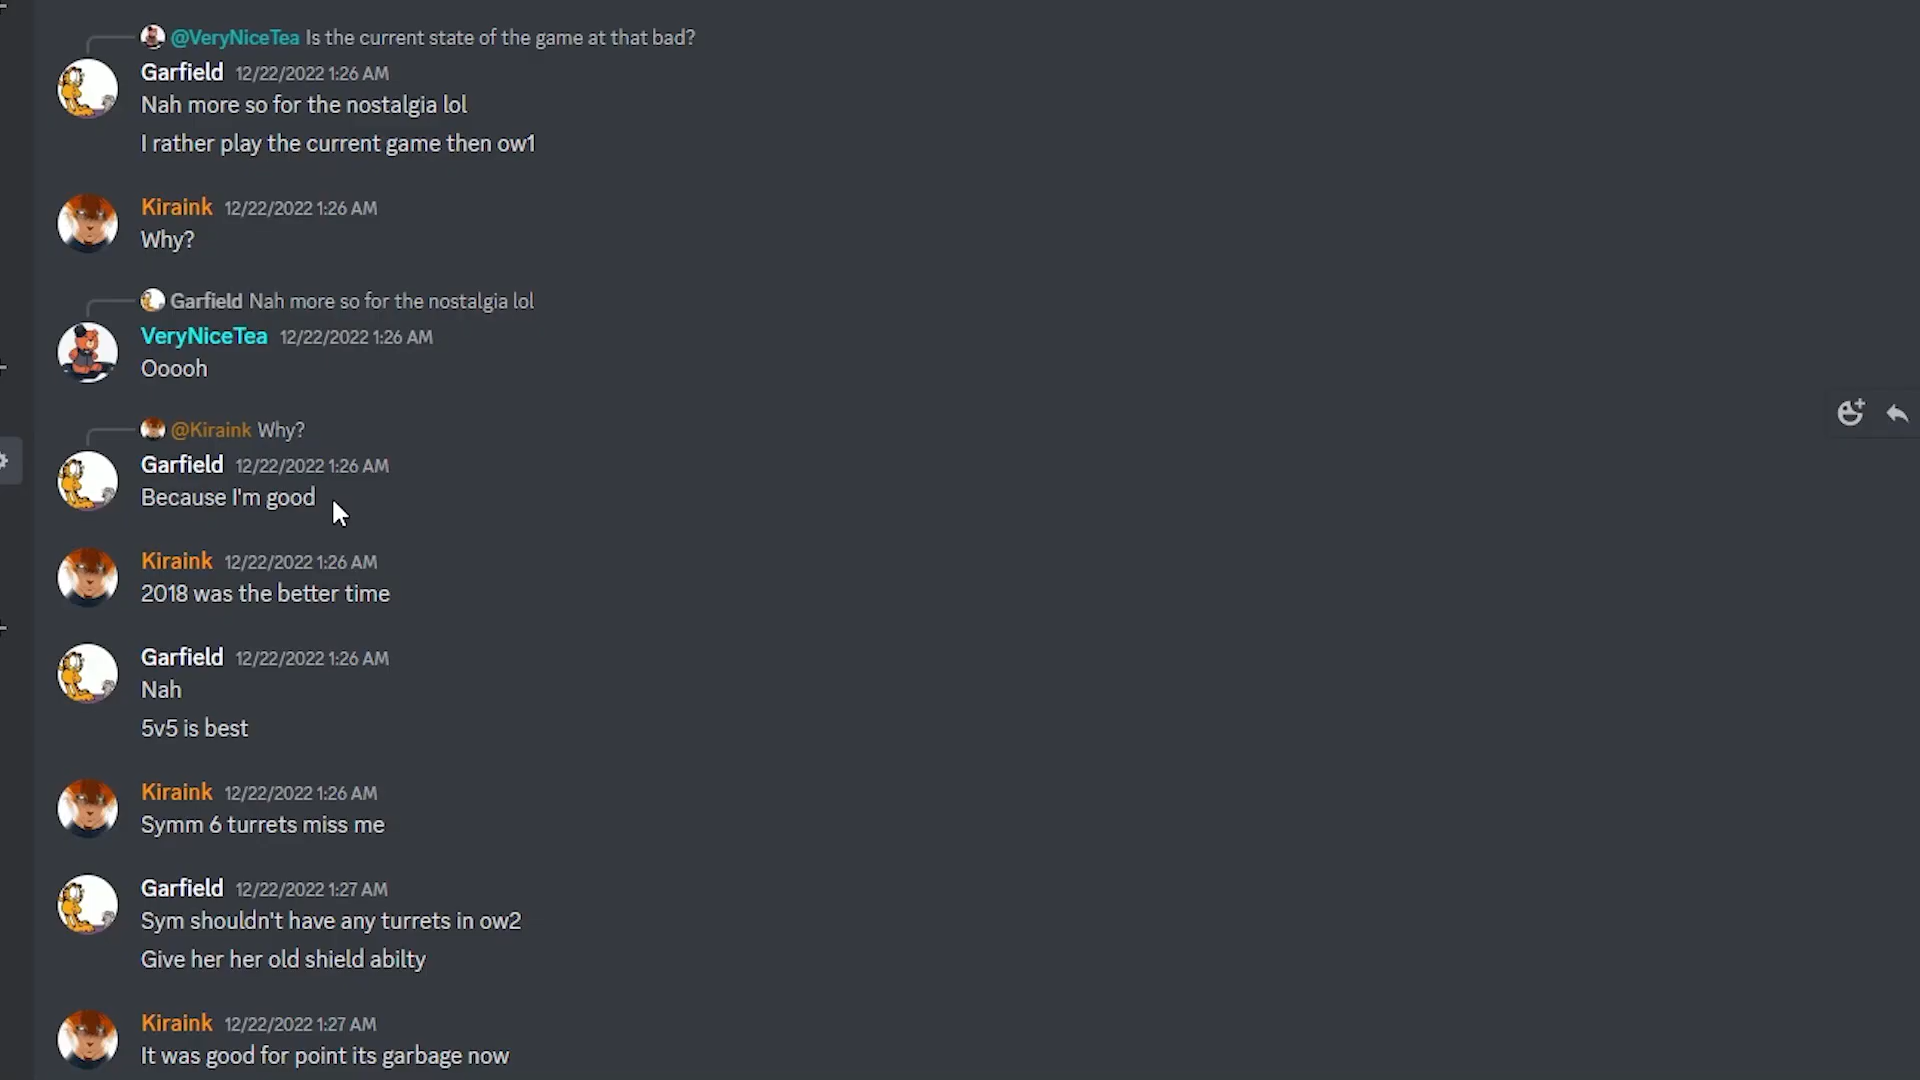 @VeryNiceTea Is the current state of the game at that bad?
Garfield 12/22/2022 1:26 AM
Nah more so for the nostalgia lol
I rather play the current game then ow1
Kiraink 12/22/2022 1:26 AM
Why?
Garfield Nah more so for the nostalgia lol
VeryNiceTea 12/22/2022 1:26 AM
Ooooh
@Kiraink Why?
Garfield 12/22/2022 1:26 AM
Because I'm good
Kiraink 12/22/2022 1:26 AM
2018 was the better time
Garfield 12/22/2022 1:26 AM
Nah
5v5 is best
Kiraink 12/22/2022 1:26 AM
Symm 6 turrets miss me
Garfield 12/22/2022 1:27 AM
Sym shouldn't have any turrets in ow2
Give her her old shield abilty
Kiraink 12/22/2022 1:27 AM
It was good for point its garbage now